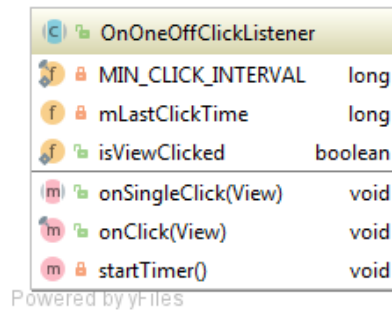 OnOneOffClickListener
MIN_CLICK_INTERVAL long
mLastClickTime long
isViewClicked boolean
onSingleClick(View) void
onClick(View) void
startTimer() void
Powered by yFiles